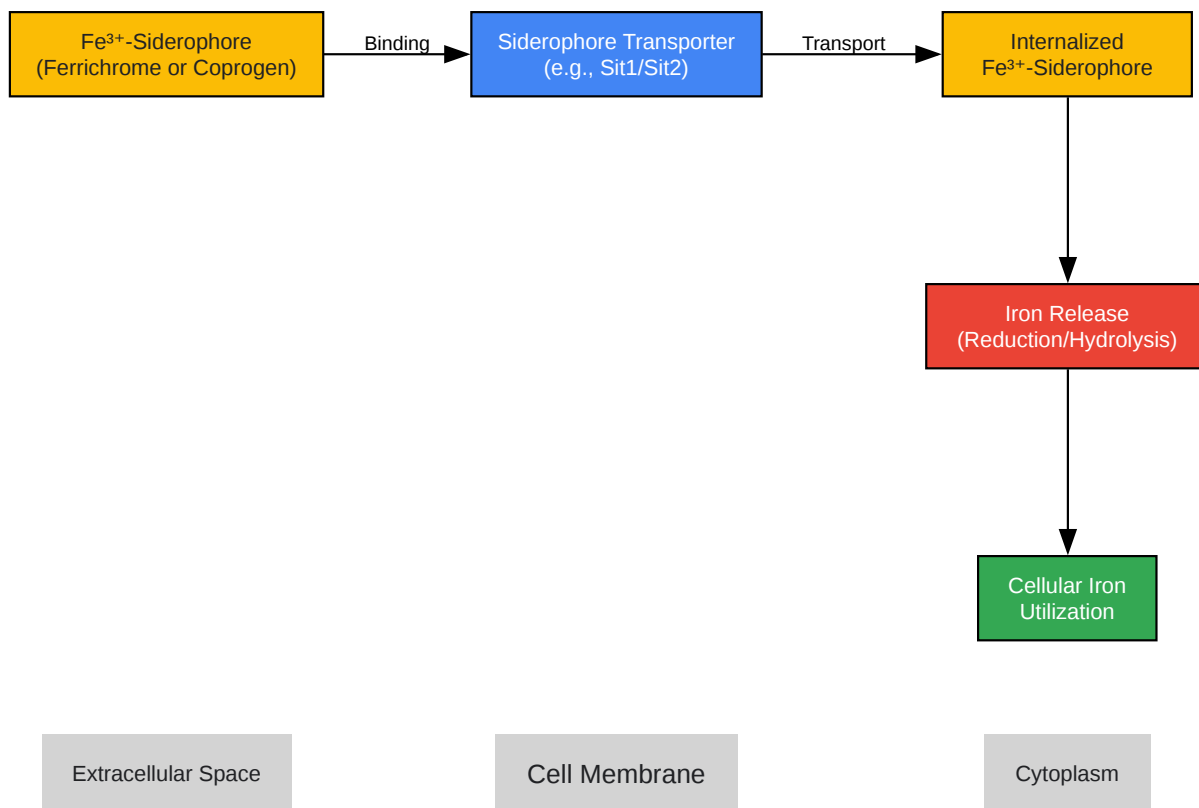 Fe³⁺-Siderophore
(Ferrichrome or Coprogen)
Binding
Siderophore Transporter
(e.g., Sit1/Sit2)
Transport
Internalized
Fe³⁺-Siderophore
Iron Release
(Reduction/Hydrolysis)
Cellular Iron
Utilization
Extracellular Space
Cell Membrane
Cytoplasm